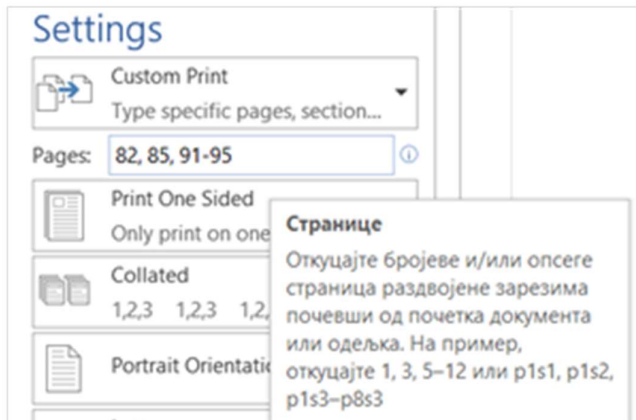 Settings
Custom Print
Type specific pages, section...
Pages: 82, 85, 91-95
Print One Sided
Only print on one
Collated
1,2,3 1,2,3 1,2,
Portrait Orientatio
Странице
Откуцајте бројеве и/или опсеге
страница раздвојене зарезима
почевши од почетка документа
или одељка. На пример,
откуцајте 1, 3, 5–12 или p1s1, p1s2,
p1s3–p8s3